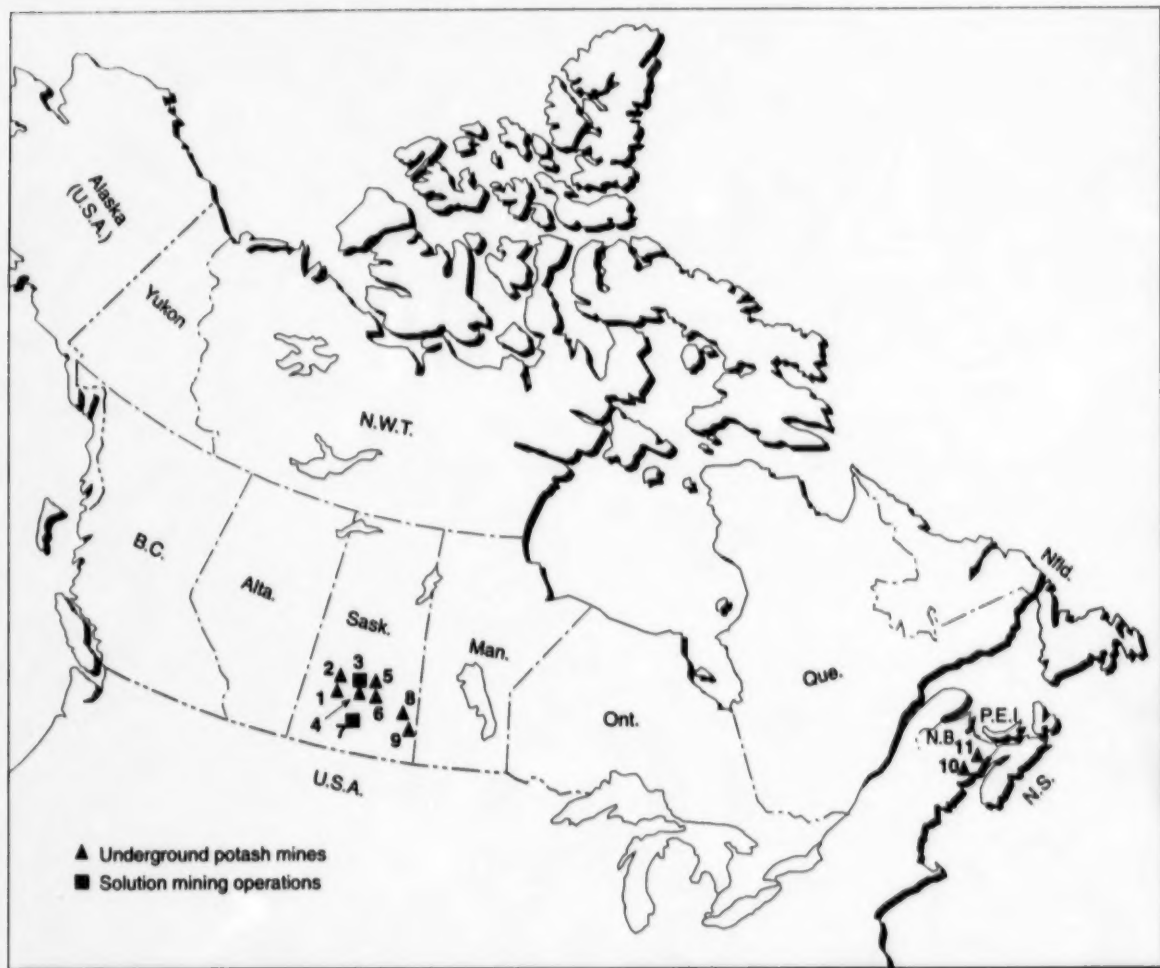 Alaska
(U.S.A.)
Yukon
N.W.T.
B.C.
Alta.
Sask.
Man.
Ont.
Que.
Nfld.
P.E.I.
N.B.
N.S.
U.S.A.
2
3
5
1
4
6
7
8
9
11
10
▲ Underground potash mines
■ Solution mining operations